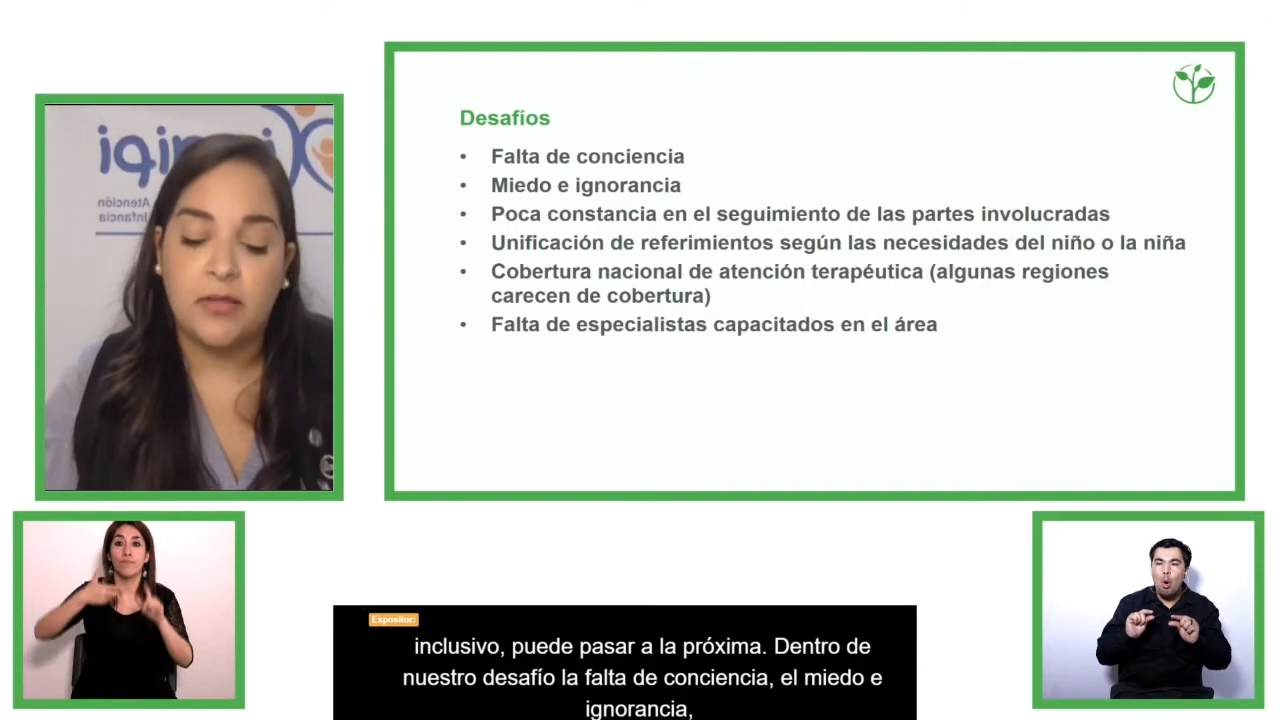 inaipi
Atención
Infancia
Desafíos
• Falta de conciencia
• Miedo e ignorancia
• Poca constancia en el seguimiento de las partes involucradas
• Unificación de referimientos según las necesidades del niño o la niña
• Cobertura nacional de atención terapéutica (algunas regiones
carecen de cobertura)
• Falta de especialistas capacitados en el área
Expositor:
inclusivo, puede pasar a la próxima. Dentro de
nuestro desafío la falta de conciencia, el miedo e
ignorancia,